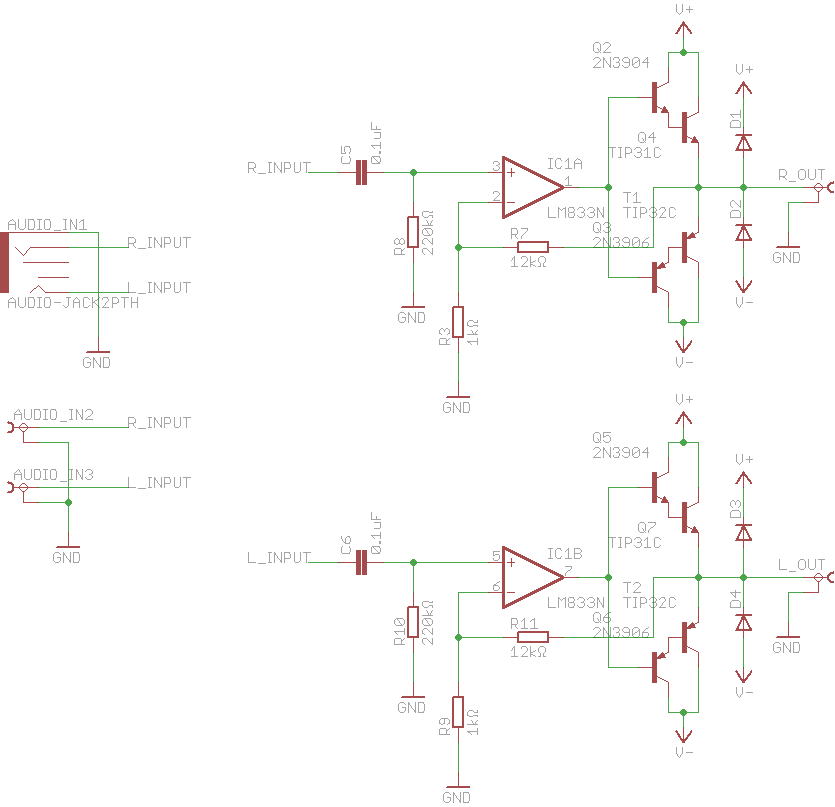 V+
Q2
2N3904
V+
D1
Q4
TIP31C
C5
0.1uF
R_INPUT
3
+
2
-
1
IC1A
LM833N
T1
TIP32C
Q3
2N3906
R_OUT
D2
GND
V-
R8
220kΩ
R7
12kΩ
GND
R3
1kΩ
GND
V-
AUDIO_IN1
R_INPUT
L_INPUT
AUDIO-JACK2PTH
GND
AUDIO_IN2
R_INPUT
AUDIO_IN3
L_INPUT
GND
V+
Q5
2N3904
V+
D3
Q7
TIP31C
C6
0.1uF
L_INPUT
5
+
6
-
7
IC1B
LM833N
T2
TIP32C
Q6
2N3906
L_OUT
D4
GND
V-
R10
220kΩ
R11
12kΩ
GND
R9
1kΩ
GND
V-